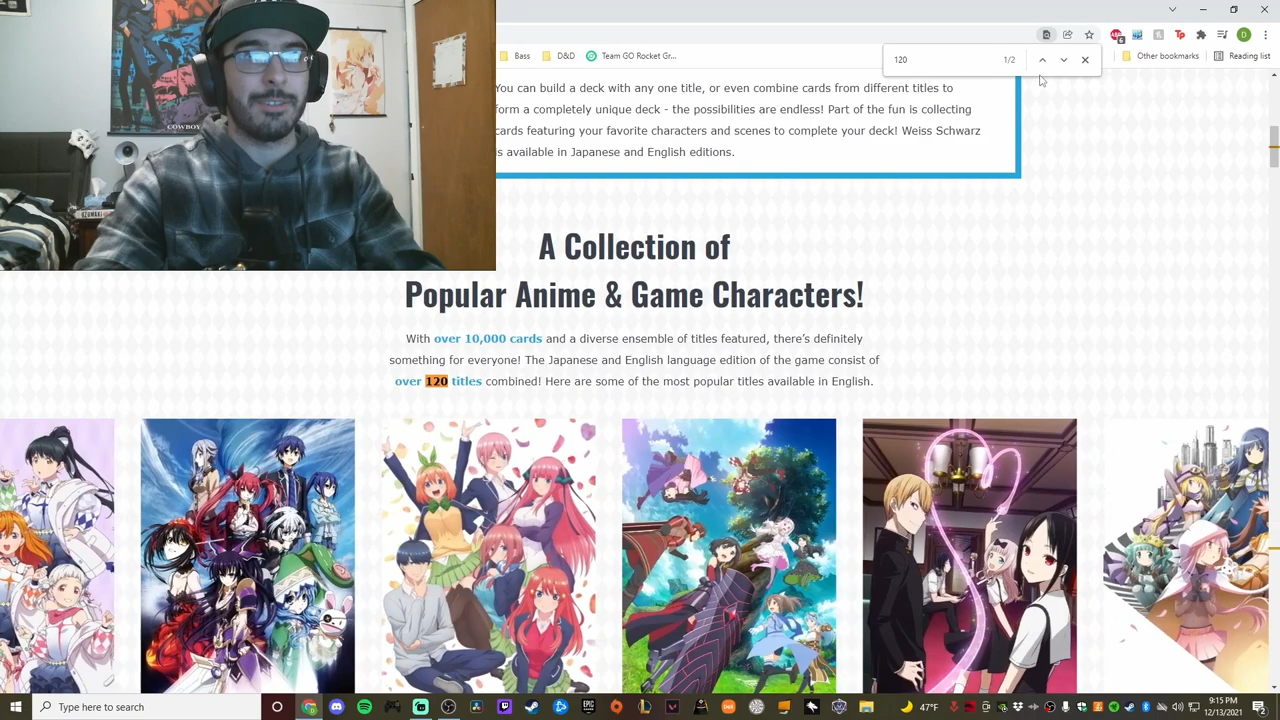 COWBOY
UZUMAKI
Bass
D&D
Team GO Rocket Gr...
Other bookmarks
Reading list
120
1/2
You can build a deck with any one title, or even combine cards from different titles to
form a completely unique deck - the possibilities are endless! Part of the fun is collecting
cards featuring your favorite characters and scenes to complete your deck! Weiss Schwarz
is available in Japanese and English editions.
A Collection of
Popular Anime & Game Characters!
With over 10,000 cards and a diverse ensemble of titles featured, there's definitely
something for everyone! The Japanese and English language edition of the game consist of
over 120 titles combined! Here are some of the most popular titles available in English.
Type here to search
47°F
9:15 PM
12/13/2021